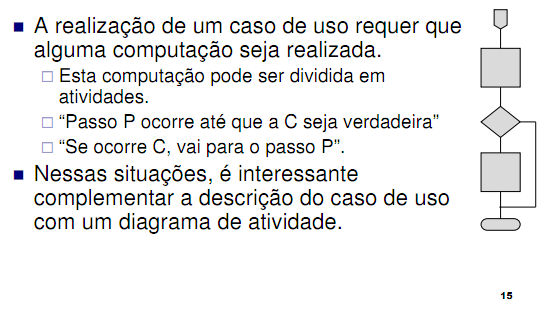 A realização de um caso de uso requer que
alguma computação seja realizada.
Esta computação pode ser dividida em
atividades.
“Passo P ocorre até que a C seja verdadeira”
“Se ocorre C, vai para o passo P”.
Nessas situações, é interessante
complementar a descrição do caso de uso
com um diagrama de atividade.
15